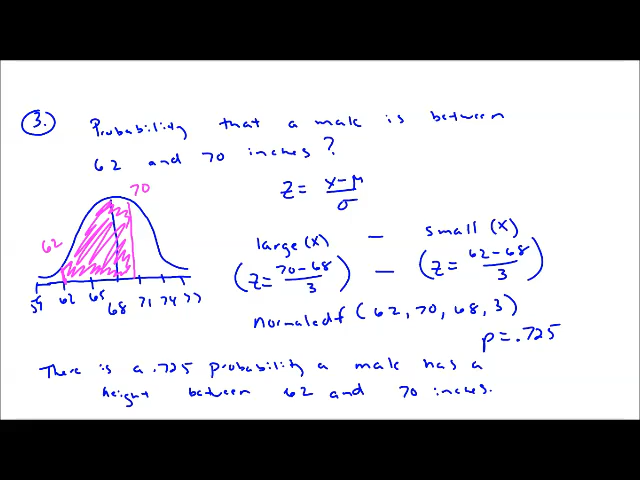 3. Probability that a male is between
62 and 70 inches?
z = (x-μ)/σ
70
62
59 62 65 68 71 74 77
large (x) - small (x)
(z = (70-68)/3) - (z = (62-68)/3)
normalcdf (62, 70, 68, 3)
p = .725
There is a .725 probability a male has a
height between 62 and 70 inches.